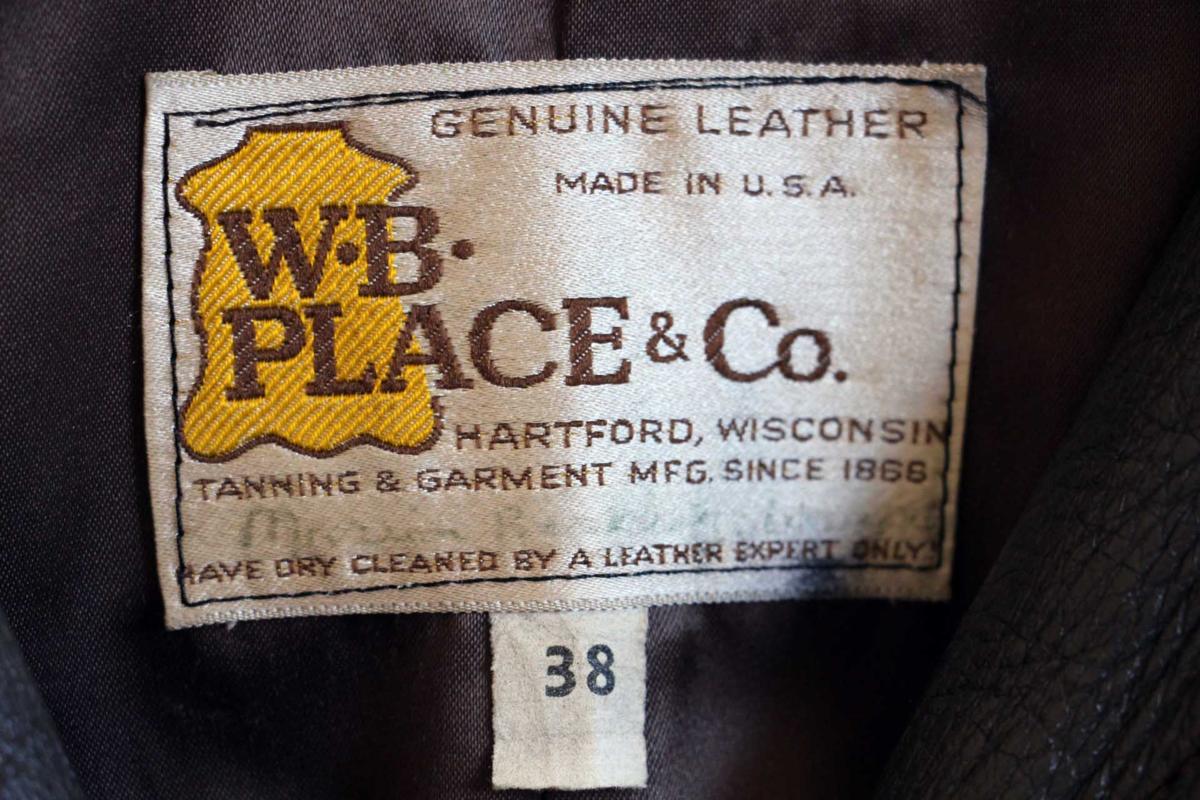 GENUINE LEATHER
MADE IN U.S.A.
W·B·
PLACE & Co.
HARTFORD, WISCONSIN
TANNING & GARMENT MFG. SINCE 1866
HAVE DRY CLEANED BY A LEATHER EXPERT ONLY!
38